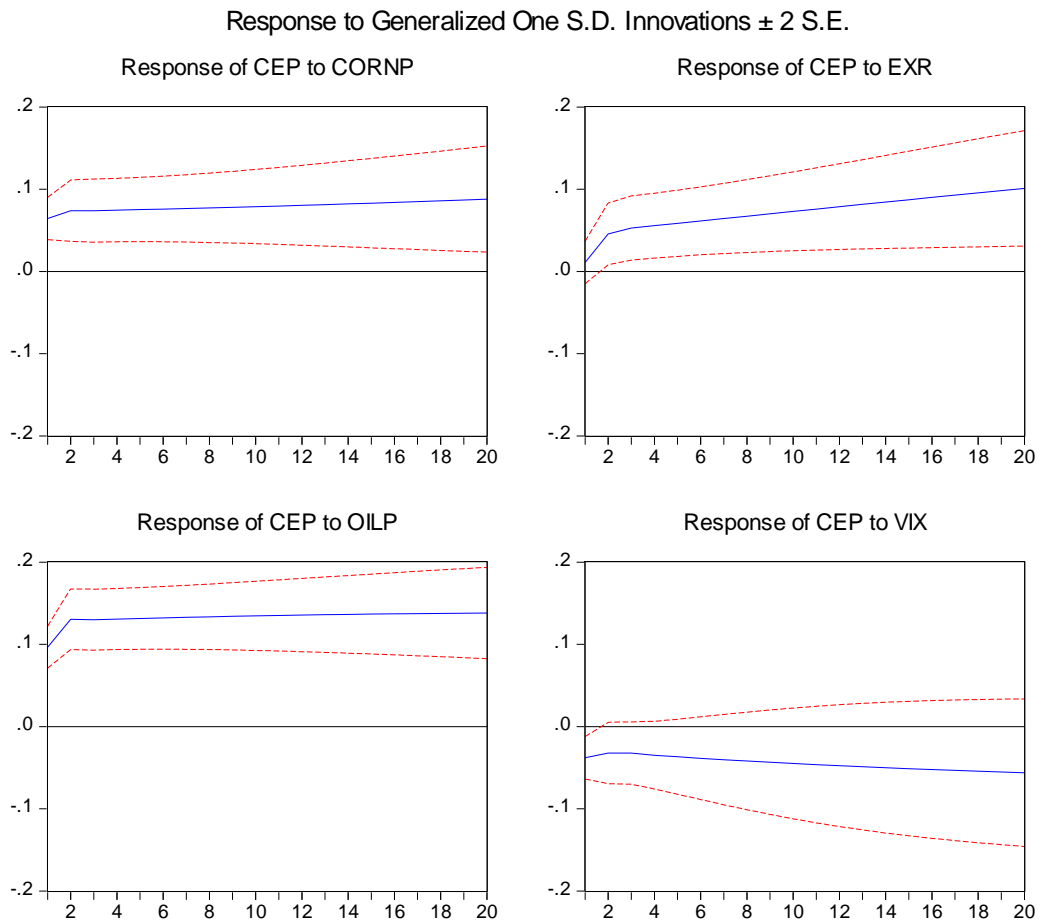 Response to Generalized One S.D. Innovations ± 2 S.E.
Response of CEP to CORNP
.2
.1
.0
-.1
-.2
2 4 6 8 10 12 14 16 18 20
Response of CEP to EXR
.2
.1
.0
-.1
-.2
2 4 6 8 10 12 14 16 18 20
Response of CEP to OILP
.2
.1
.0
-.1
-.2
2 4 6 8 10 12 14 16 18 20
Response of CEP to VIX
.2
.1
.0
-.1
-.2
2 4 6 8 10 12 14 16 18 20